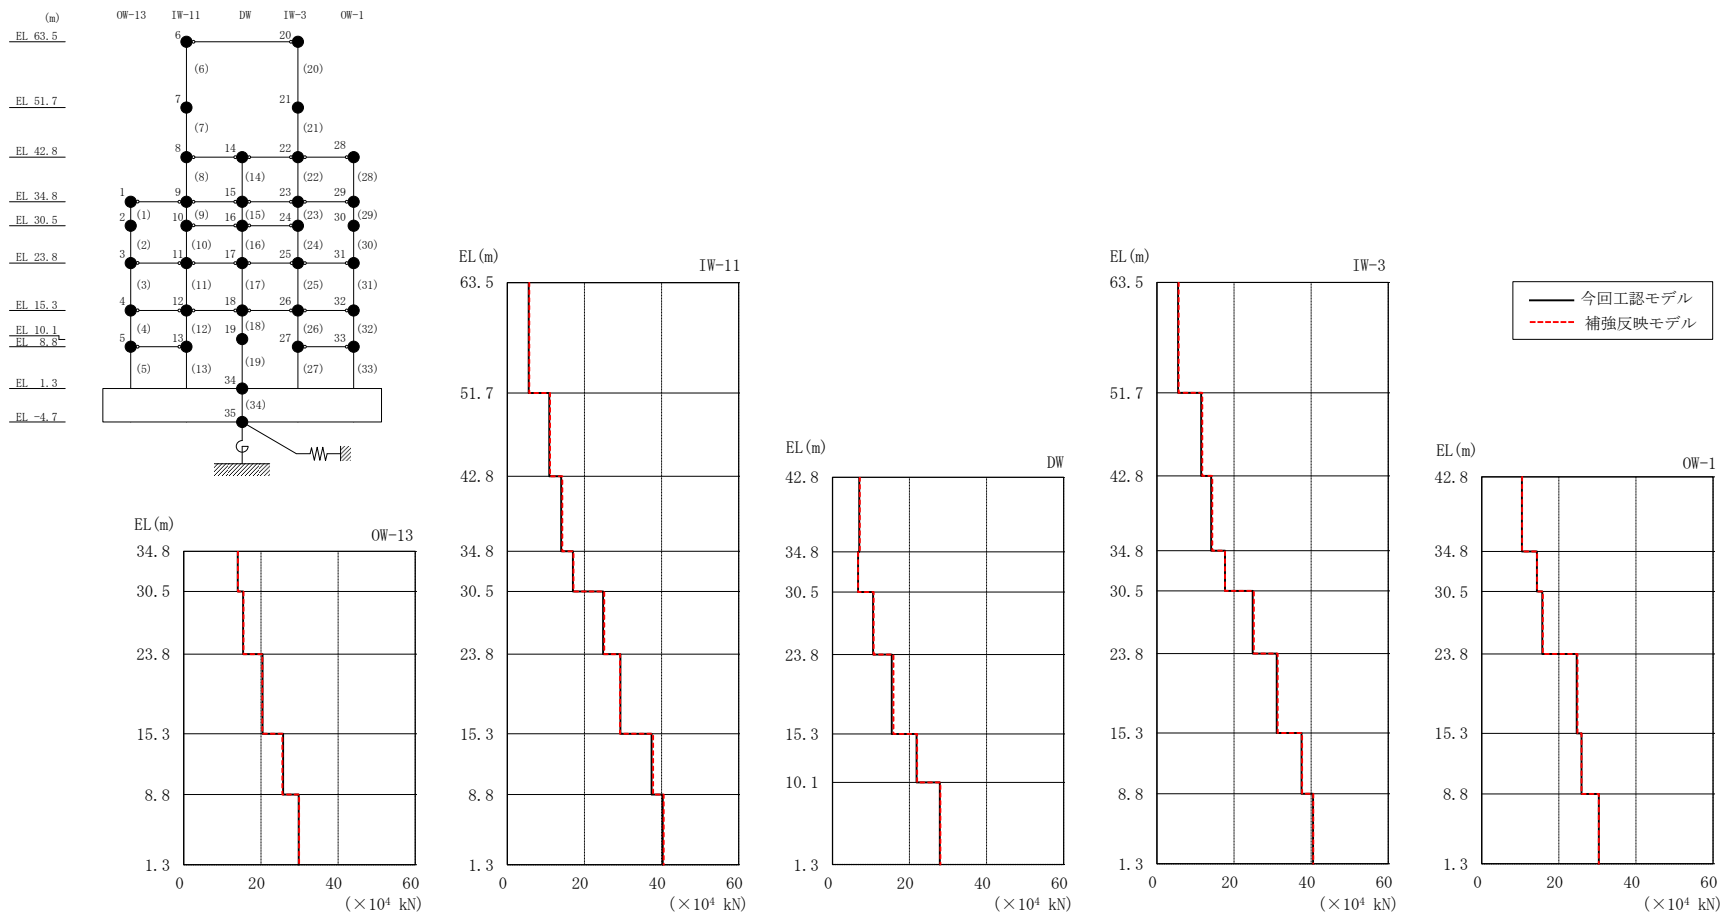 (m) OW-13 IW-11 DW IW-3 OW-1
EL 63.5 6 20
(6) (20)
EL 51.7 7 21
(7) (21)
EL 42.8 8 14 22 28
(8) (14) (22) (28)
EL 34.8 1 9 15 23 29
(1) (9) (15) (23) (29)
EL 30.5 2 10 16 24 30
(2) (10) (16) (24) (30)
EL 23.8 3 11 17 25 31
(3) (11) (17) (25) (31)
EL 15.3 4 12 18 26 32
(4) (12) (18) (26) (32)
EL 10.1 19
EL 8.8 5 13 27 33
(5) (13) (19) (27) (33)
EL 1.3 34
(34)
EL -4.7 35
EL(m)
OW-13
34.8
30.5
23.8
15.3
8.8
1.3
0 20 40 60
(×10⁴ kN)
EL(m)
IW-11
63.5
51.7
42.8
34.8
30.5
23.8
15.3
8.8
1.3
0 20 40 60
(×10⁴ kN)
EL(m)
DW
42.8
34.8
30.5
23.8
15.3
10.1
1.3
0 20 40 60
(×10⁴ kN)
EL(m)
IW-3
63.5
51.7
42.8
34.8
30.5
23.8
15.3
8.8
1.3
0 20 40 60
(×10⁴ kN)
EL(m)
OW-1
42.8
34.8
30.5
23.8
15.3
8.8
1.3
0 20 40 60
(×10⁴ kN)
今回工認モデル
補強反映モデル